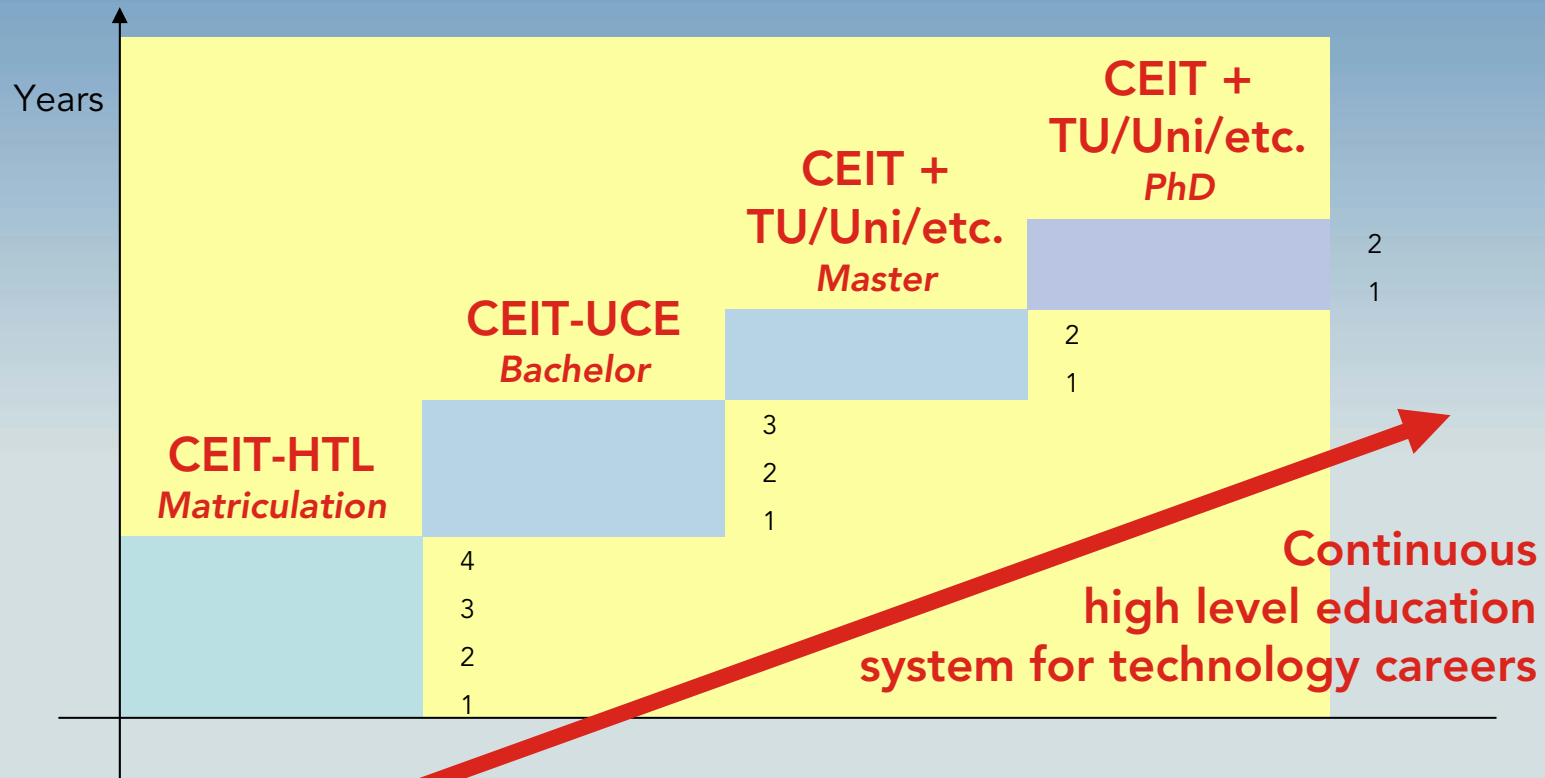 Years
CEIT +
TU/Uni/etc.
PhD
2
1
CEIT +
TU/Uni/etc.
Master
2
1
CEIT-UCE
Bachelor
3
2
1
CEIT-HTL
Matriculation
4
3
2
1
Continuous
high level education
system for technology careers